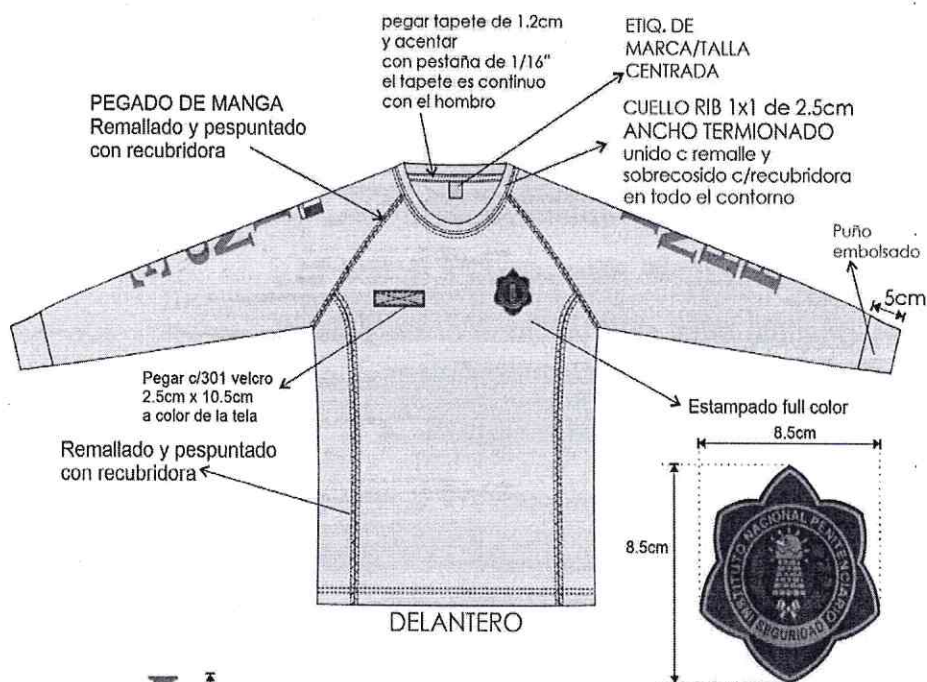 pegar tapete de 1.2cm
y acentar
con pestaña de 1/16"
el tapete es continuo
con el hombro
ETIQ. DE
MARCA/TALLA
CENTRADA
PEGADO DE MANGA
Remallado y pespuntado
con recubridora
CUELLO RIB 1x1 de 2.5cm
ANCHO TERMIONADO
unido c remalle y
sobrecosido c/recubridora
en todo el contorno
Puño
embolsado
5cm
Pegar c/301 velcro
2.5cm x 10.5cm
a color de la tela
Estampado full color
8.5cm
Remallado y pespuntado
con recubridora
8.5cm
INSTITUTO NACIONAL PENITENCIARIO
SEGURIDAD
DELANTERO